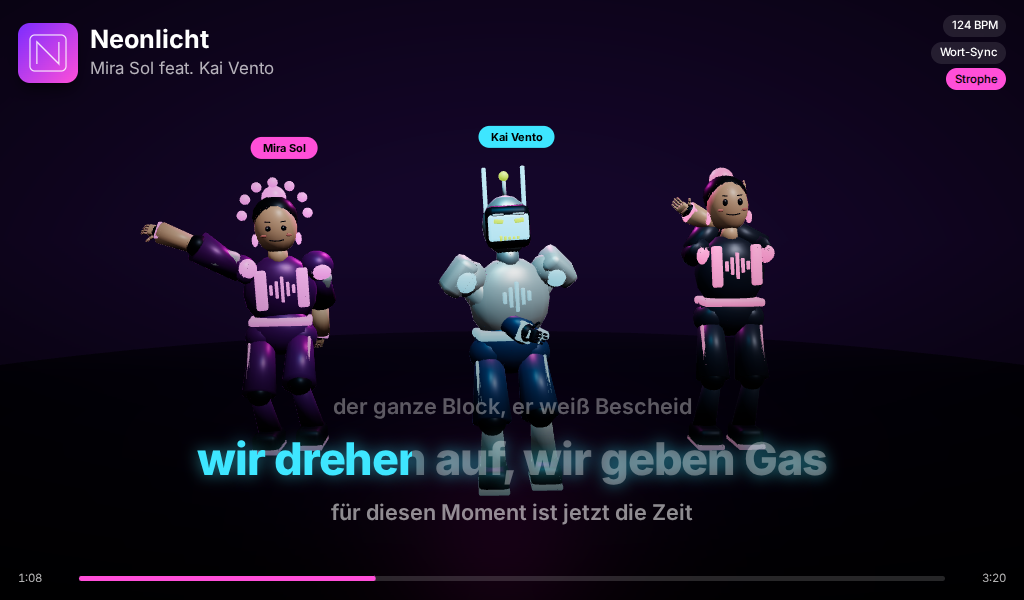 N
Neonlicht
Mira Sol feat. Kai Vento
124 BPM
Wort-Sync
Strophe
Mira Sol
Kai Vento
der ganze Block, er weiß Bescheid
wir drehen auf, wir geben Gas
für diesen Moment ist jetzt die Zeit
1:08
3:20